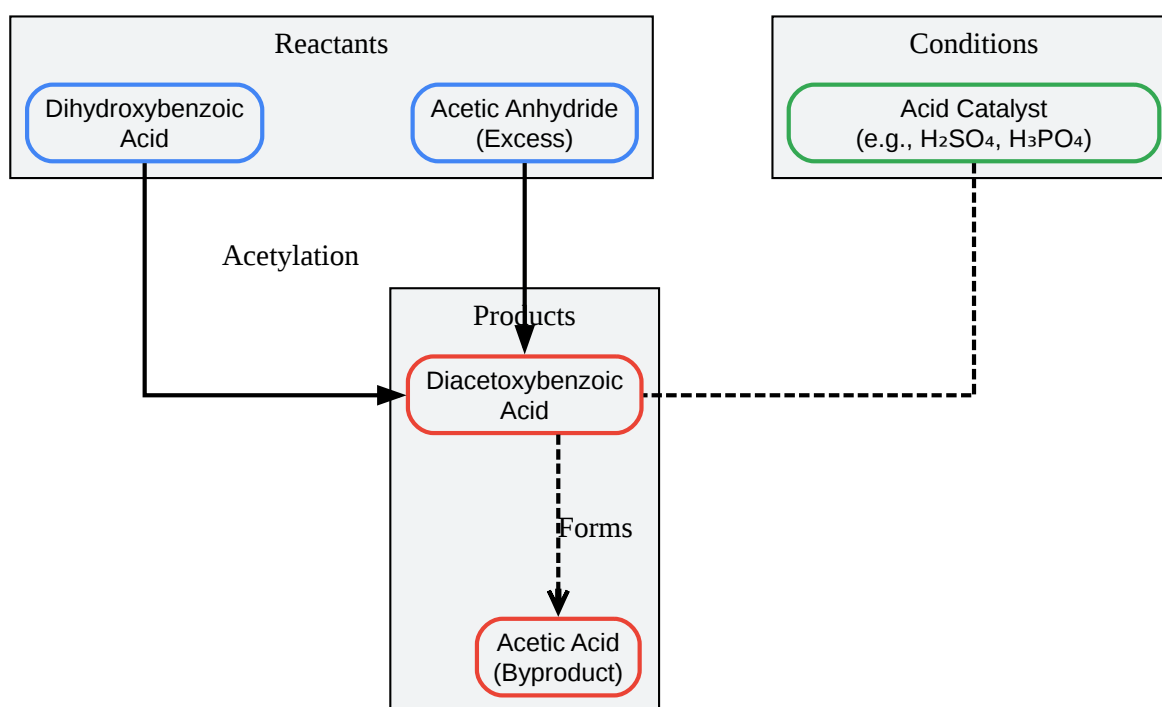 Reactants
Dihydroxybenzoic
Acid
Acetic Anhydride
(Excess)
Conditions
Acid Catalyst
(e.g., H₂SO₄, H₃PO₄)
Acetylation
Products
Diacetoxybenzoic
Acid
Forms
Acetic Acid
(Byproduct)